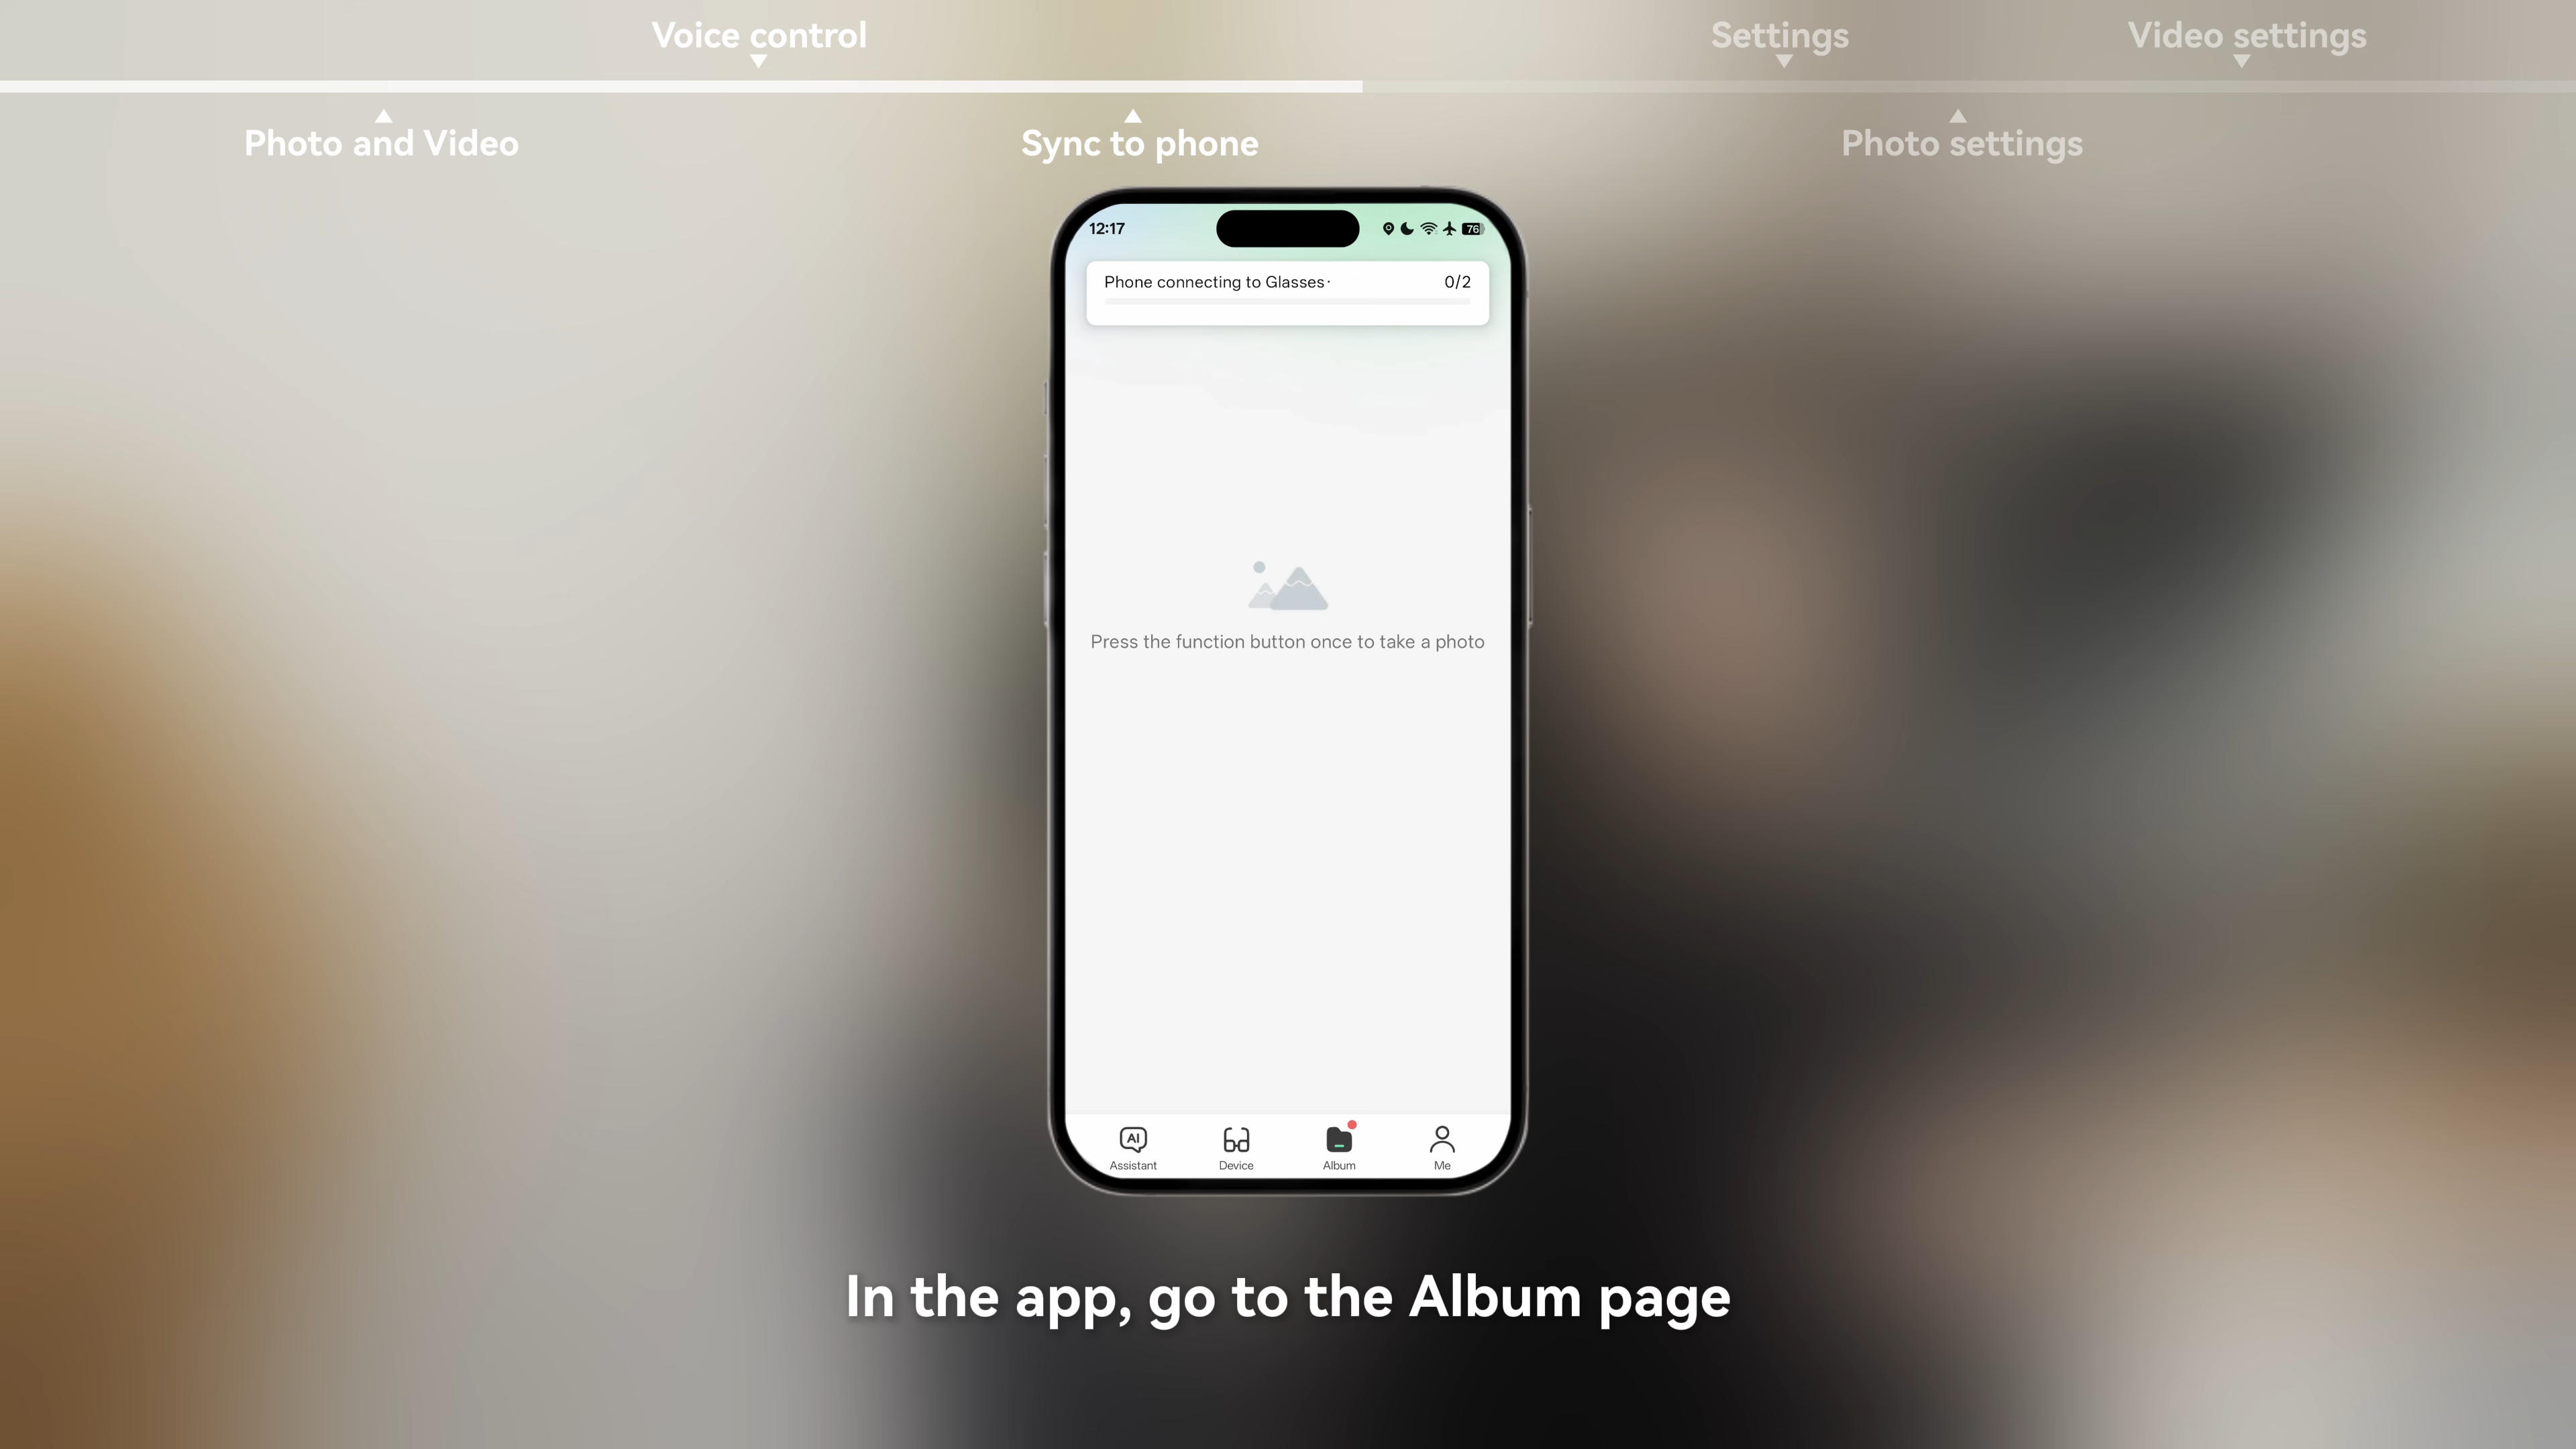 Voice control
Settings
Video settings
Photo and Video
Sync to phone
Photo settings
12:17
76
Phone connecting to Glasses·
0/2
Press the function button once to take a photo
AI
Assistant
Device
Album
Me
In the app, go to the Album page